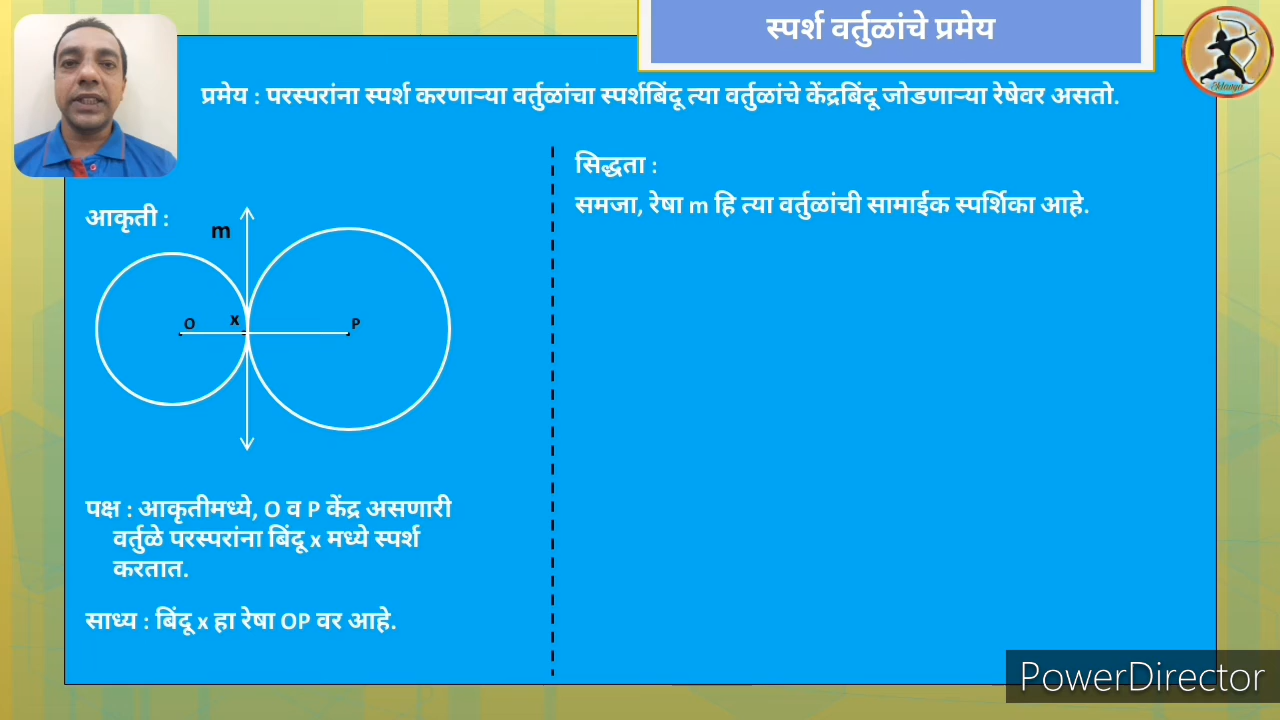 स्पर्श वर्तुळांचे प्रमेय
Eklavya
प्रमेय : परस्परांना स्पर्श करणाऱ्या वर्तुळांचा स्पर्शबिंदू त्या वर्तुळांचे केंद्रबिंदू जोडणाऱ्या रेषेवर असतो.
सिद्धता :
समजा, रेषा m हि त्या वर्तुळांची सामाईक स्पर्शिका आहे.
आकृती :
m
O x P
पक्ष : आकृतीमध्ये, O व P केंद्र असणारी
वर्तुळे परस्परांना बिंदू x मध्ये स्पर्श
करतात.
साध्य : बिंदू x हा रेषा OP वर आहे.
PowerDirector